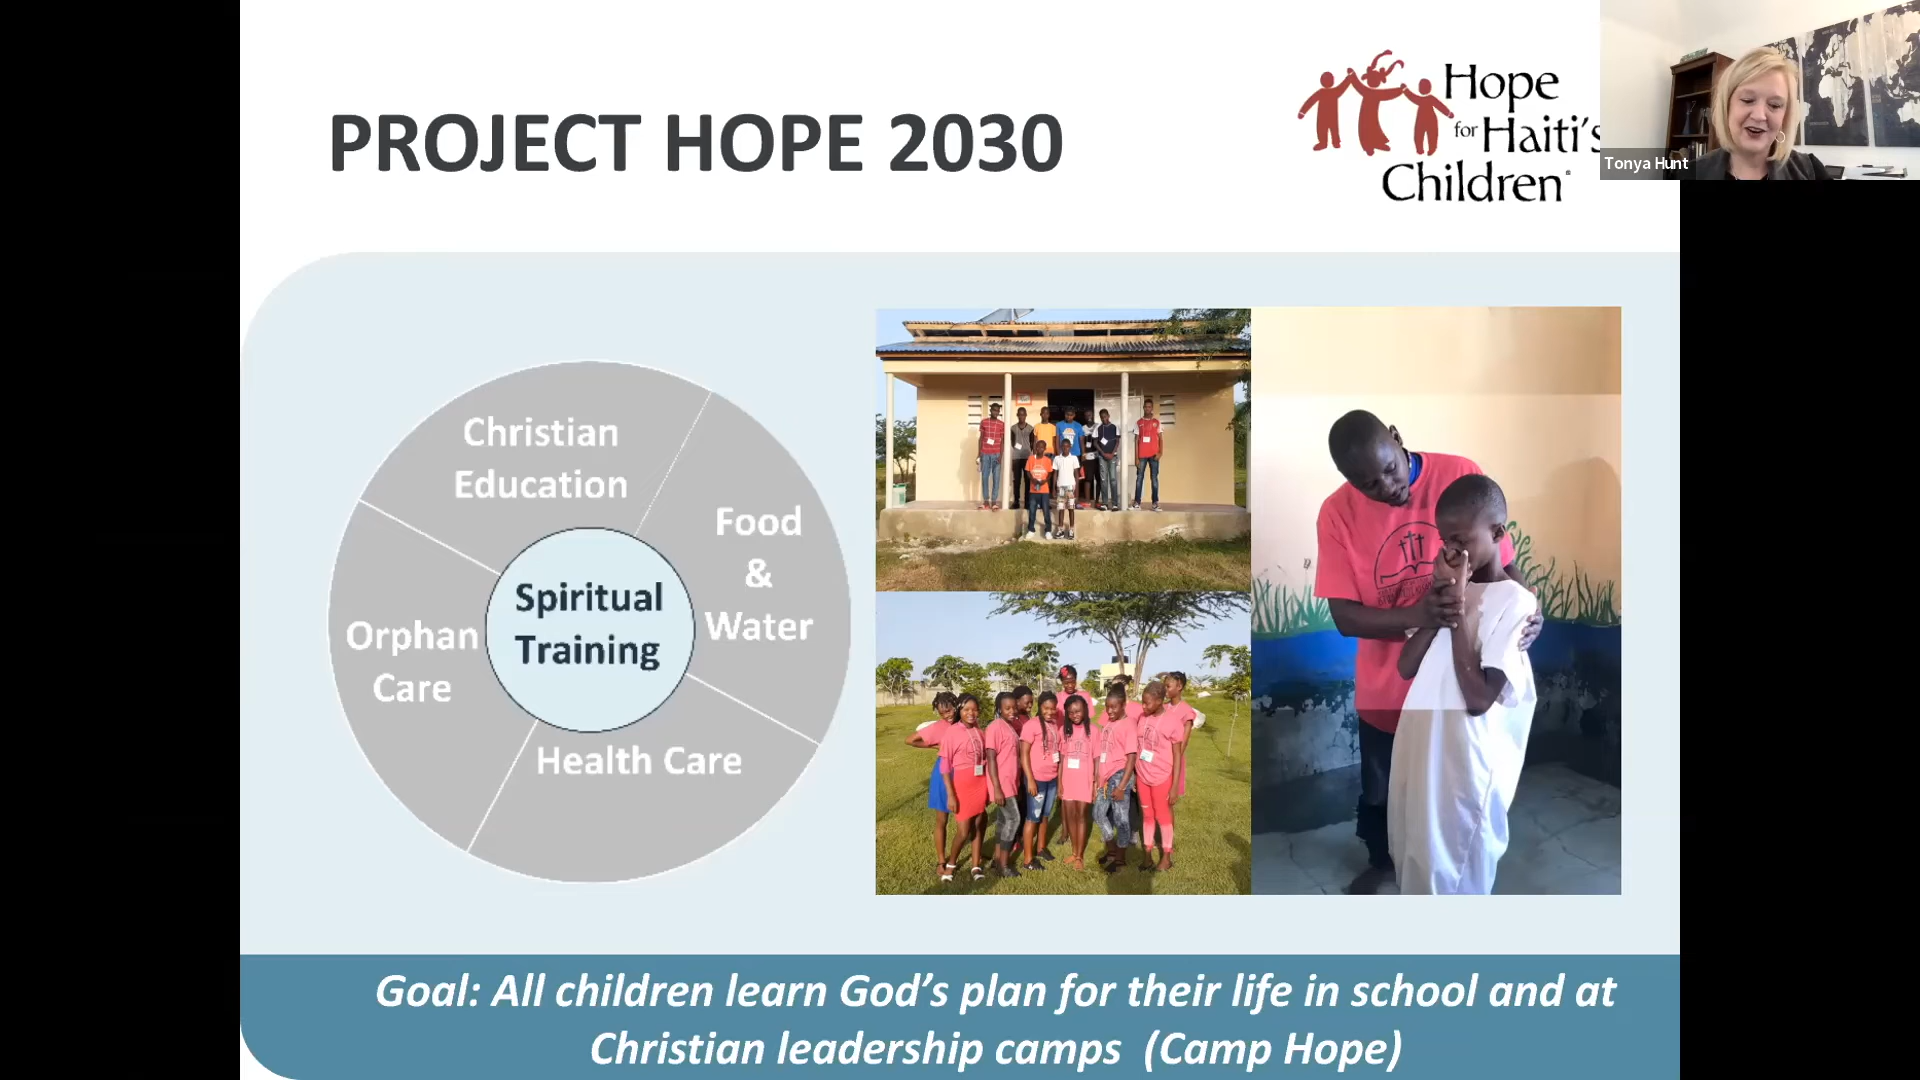 PROJECT HOPE 2030
Hope
for Haiti's
Children
Tonya Hunt
Christian
Education
Food
&
Water
Spiritual
Training
Orphan
Care
Health Care
Goal: All children learn God’s plan for their life in school and at
Christian leadership camps (Camp Hope)